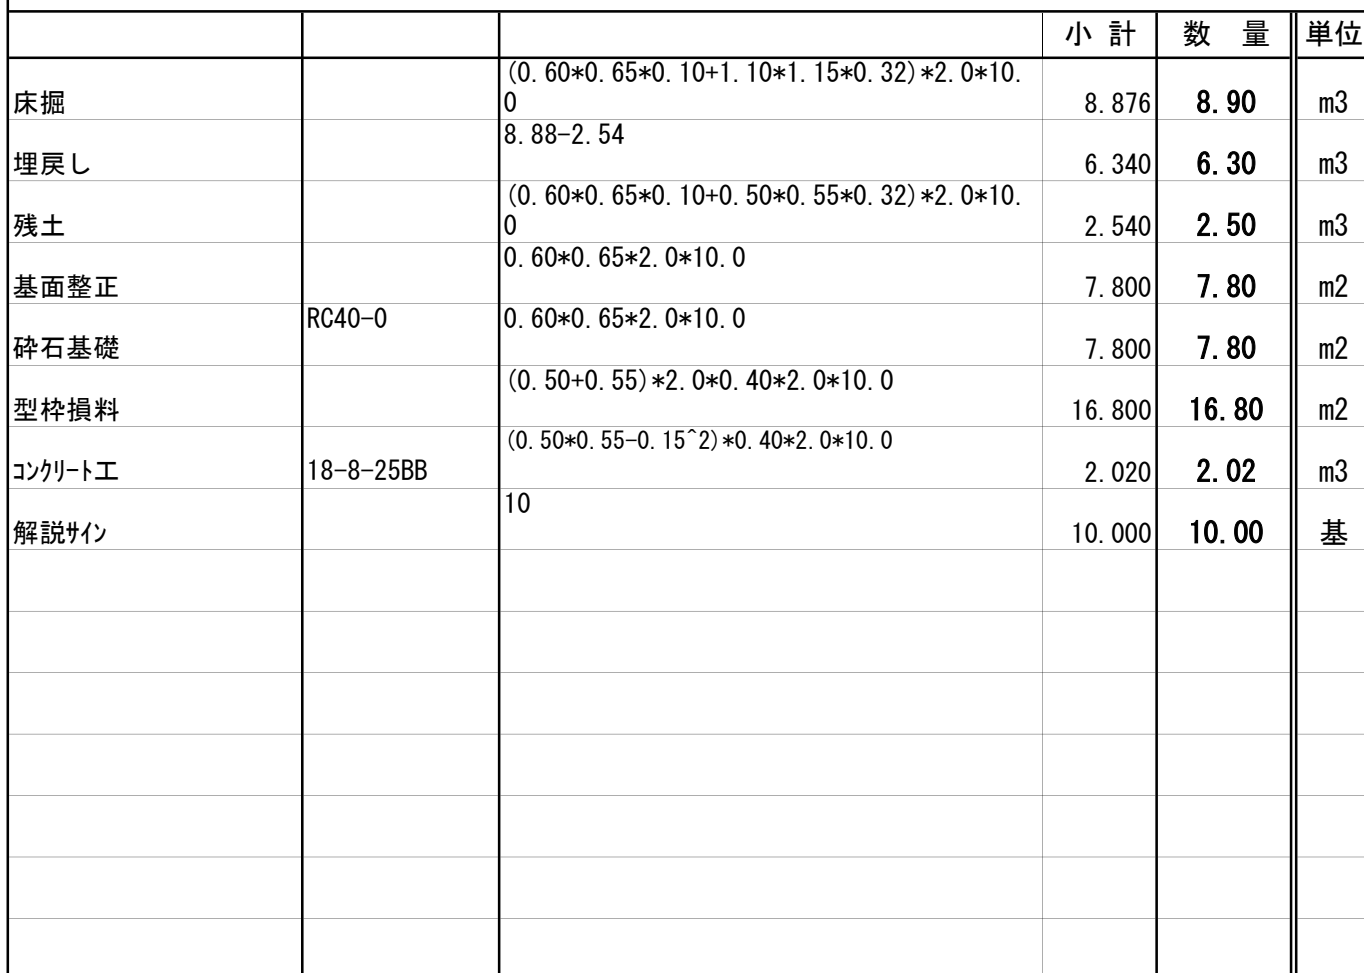 小 計 数 量 単位
(0.60*0.65*0.10+1.10*1.15*0.32)*2.0*10.
床掘 0 8.876 8.90 m3
8.88-2.54
埋戻し 6.340 6.30 m3
(0.60*0.65*0.10+0.50*0.55*0.32)*2.0*10.
残土 0 2.540 2.50 m3
0.60*0.65*2.0*10.0
基面整正 7.800 7.80 m2
RC40-0 0.60*0.65*2.0*10.0
砕石基礎 7.800 7.80 m2
(0.50+0.55)*2.0*0.40*2.0*10.0
型枠損料 16.800 16.80 m2
(0.50*0.55-0.15^2)*0.40*2.0*10.0
ｺﾝｸﾘｰﾄ工 18-8-25BB 2.020 2.02 m3
10
解説ｻｲﾝ 10.000 10.00 基